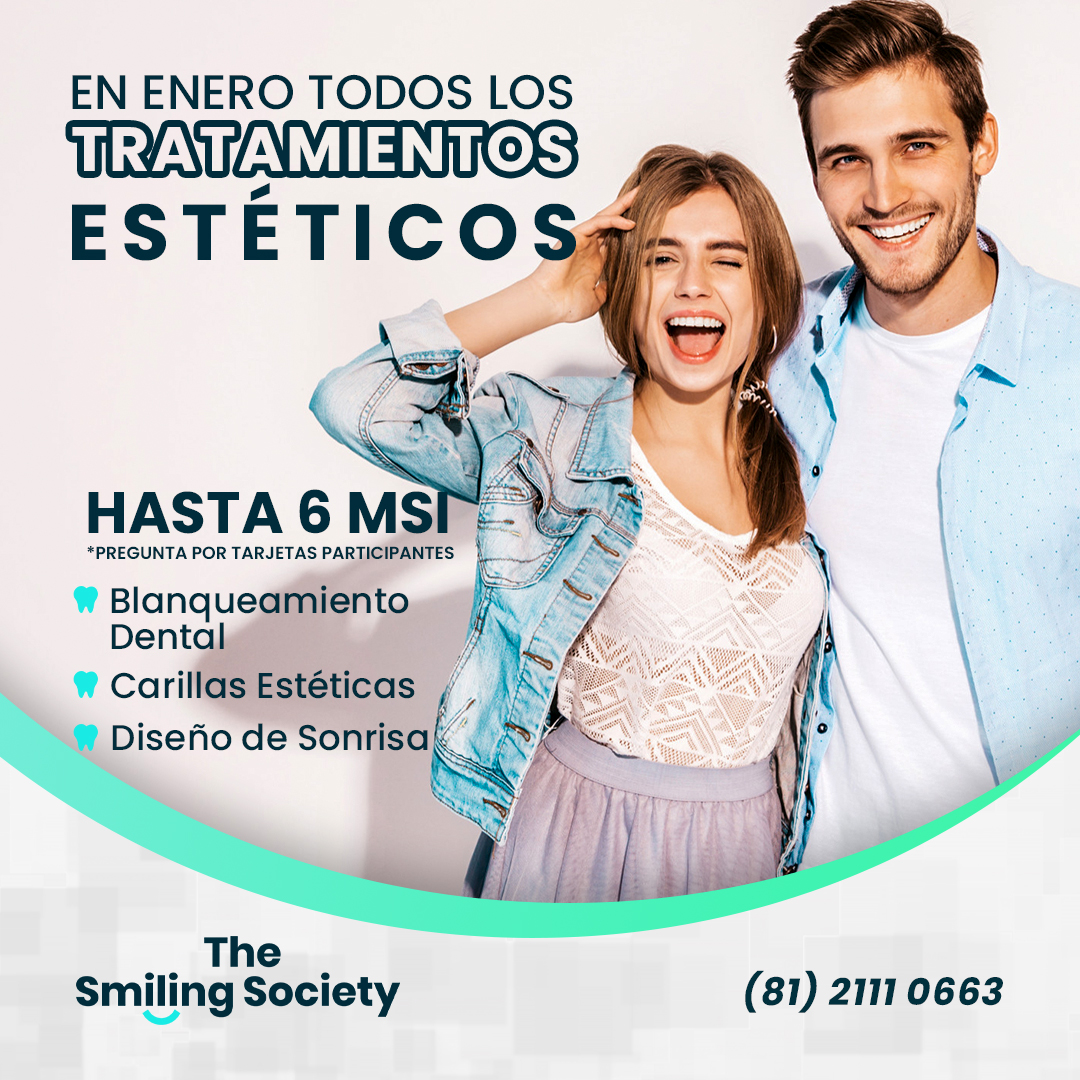 EN ENERO TODOS LOS
TRATAMIENTOS
ESTÉTICOS
HASTA 6 MSI
*PREGUNTA POR TARJETAS PARTICIPANTES
Blanqueamiento
Dental
Carillas Estéticas
Diseño de Sonrisa
The
Smiling Society
(81) 2111 0663